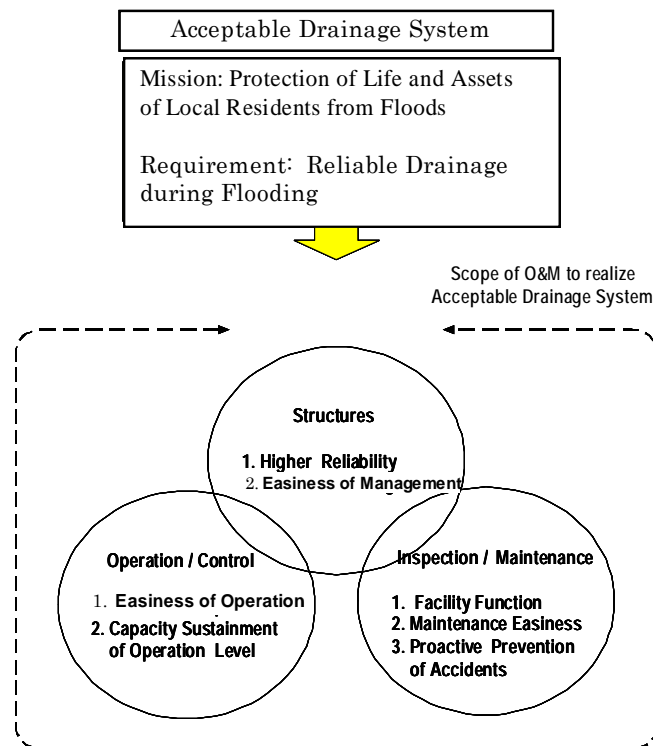 Acceptable Drainage System
Mission: Protection of Life and Assets
of Local Residents from Floods
Requirement: Reliable Drainage
during Flooding
Scope of O&M to realize
Acceptable Drainage System
Structures
1. Higher Reliability
2. Easiness of Management
Operation / Control
1. Easiness of Operation
2. Capacity Sustainment
of Operation Level
Inspection / Maintenance
1. Facility Function
2. Maintenance Easiness
3. Proactive Prevention
of Accidents